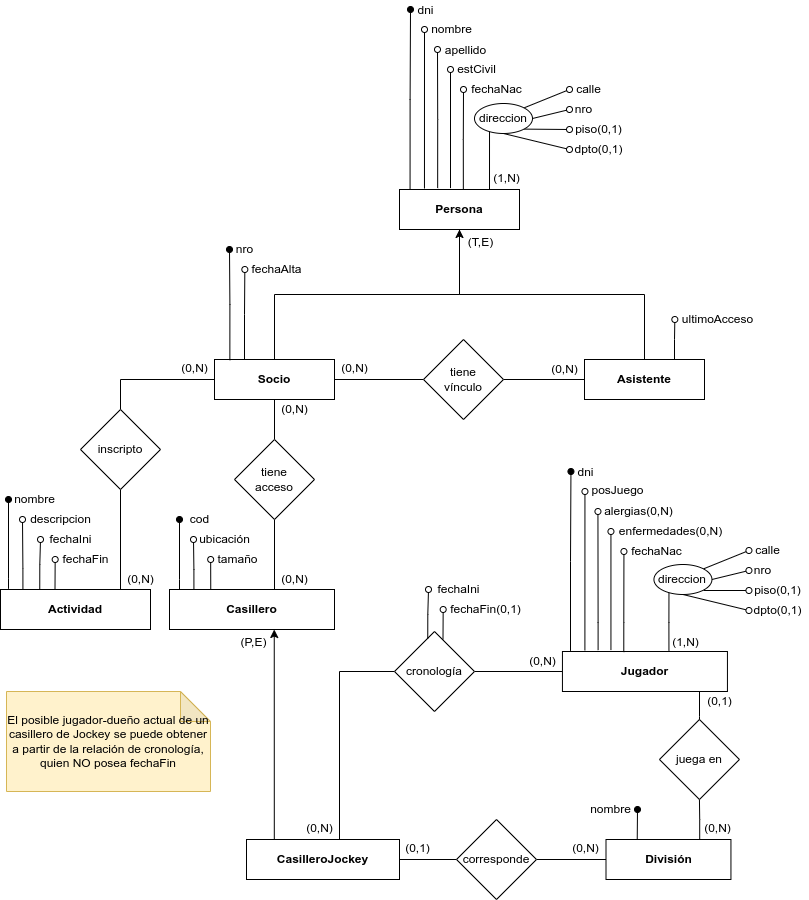 dni
nombre
apellido
estCivil
fechaNac
calle
direccion
nro
piso(0,1)
dpto(0,1)
(1,N)
Persona
(T,E)
nro
fechaAlta
ultimoAcceso
(0,N)
(0,N)
(0,N)
Socio
tiene
vínculo
Asistente
(0,N)
inscripto
tiene
acceso
nombre
descripcion
fechaIni
fechaFin
cod
ubicación
tamaño
dni
posJuego
alergias(0,N)
enfermedades(0,N)
fechaNac
calle
direccion
nro
piso(0,1)
dpto(0,1)
(0,N)
(0,N)
Actividad
Casillero
fechaIni
fechaFin(0,1)
(P,E)
(1,N)
cronología
(0,N)
Jugador
(0,1)
El posible jugador-dueño actual de un
casillero de Jockey se puede obtener
a partir de la relación de cronología,
quien NO posea fechaFin
juega en
nombre
(0,N)
(0,N)
(0,1)
(0,N)
CasilleroJockey
corresponde
División